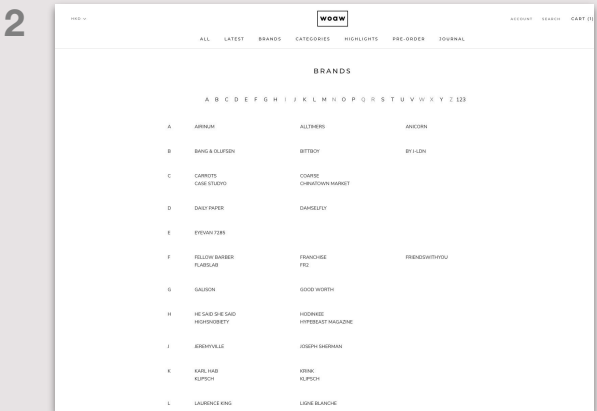 2
HKD
woaw
ACCOUNT SEARCH CART (1)
ALL LATEST BRANDS CATEGORIES HIGHLIGHTS PRE-ORDER JOURNAL
BRANDS
A B C D E F G H I J K L M N O P Q R S T U V W X Y Z 123
A AIRINUM ALLTIMERS ANICORN
B BANG & OLUFSEN BITTBOY BY.J-LDN
C CARROTS COARSE
CASE STUDYO CHINATOWN MARKET
D DAILY PAPER DAMSELFLY
E EYEVAN 7285
F FELLOW BARBER FRANCHISE FRIENDSWITHYOU
FLABSLAB FR2
G GALISON GOOD WORTH
H HE SAID SHE SAID HODINKEE
HIGHSNOBIETY HYPEBEAST MAGAZINE
J JEREMYVILLE JOSEPH SHERMAN
K KARL HAB KRINK
KLIPSCH KLIPSCH
L LAURENCE KING LIGNE BLANCHE